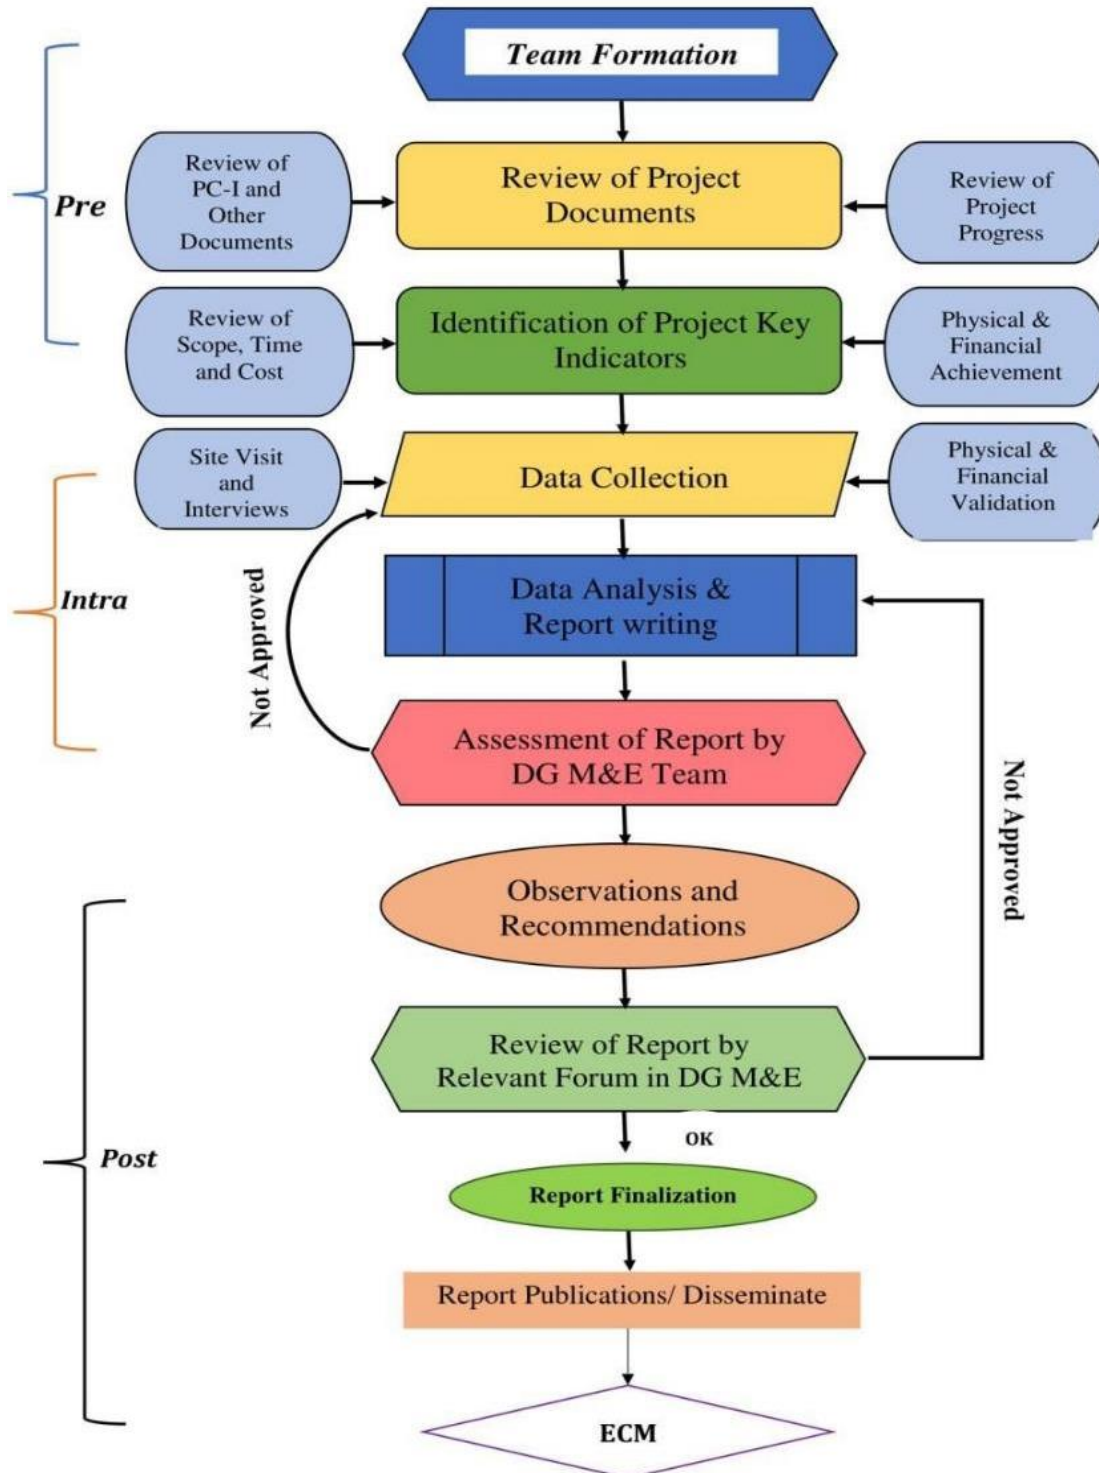 Team Formation
Review of
PC-I and
Other
Documents
Review of Project
Documents
Review of
Project
Progress
Pre
Review of
Scope, Time
and Cost
Identification of Project Key
Indicators
Physical &
Financial
Achievement
Site Visit
and
Interviews
Data Collection
Physical &
Financial
Validation
Intra
Not Approved
Data Analysis &
Report writing
Assessment of Report by
DG M&E Team
Not Approved
Observations and
Recommendations
Review of Report by
Relevant Forum in DG M&E
OK
Post
Report Finalization
Report Publications/ Disseminate
ECM